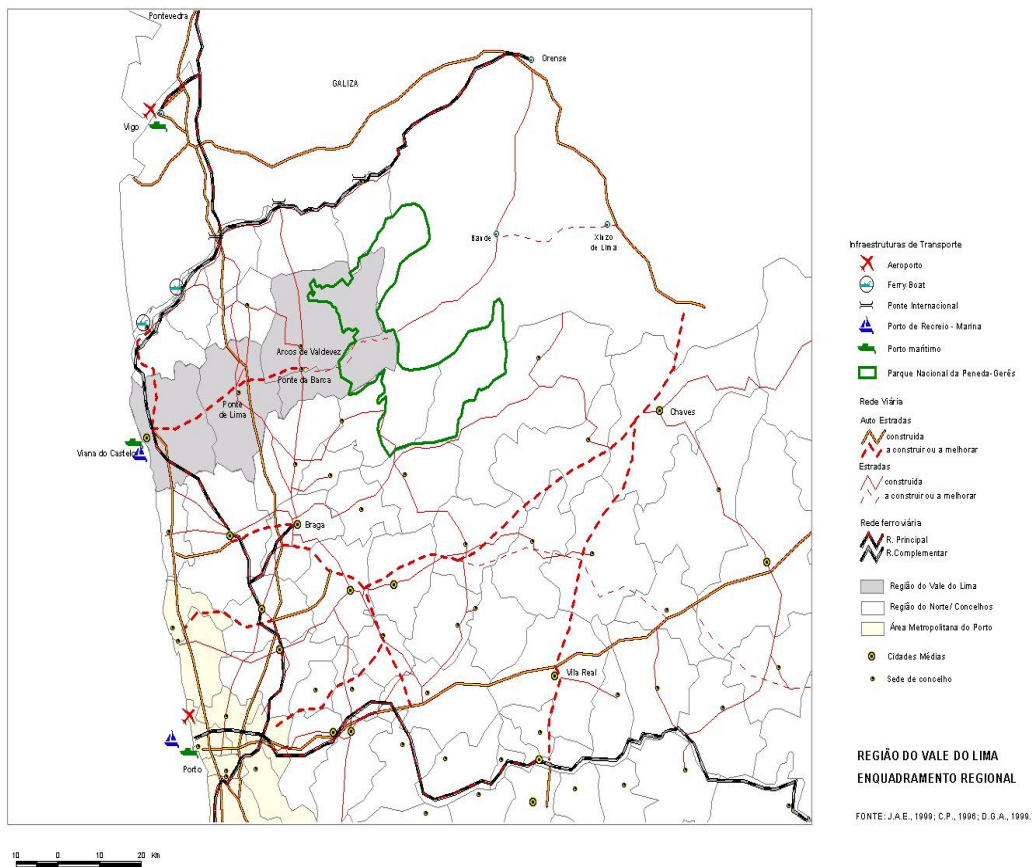 Pontevedra
Orense
GALIZA
Vigo
Bande
Xinzo
de Lima
Arcos de Valdevez
Ponte da Barca
Ponte
de Lima
Chaves
Viana do Castelo
Braga
Vila Real
Porto
Infraestruturas de Transporte
Aeroporto
Ferry Boat
Ponte Internacional
Porto de Recreio - Marina
Porto marítimo
Parque Nacional da Peneda-Gerês
Rede Viária
Auto Estradas
construida
a construir ou a melhorar
Estradas
construida
a construir ou a melhorar
Rede ferroviária
R. Principal
R.Complementar
Região do Vale do Lima
Região do Norte/ Concelhos
Área Metropolitana do Porto
Cidades Médias
Sede de concelho
REGIÃO DO VALE DO LIMA
ENQUADRAMENTO REGIONAL
FONTE: J.A.E., 1999; C.P., 1996; D.G.A., 1999.
10 0 10 20 Km